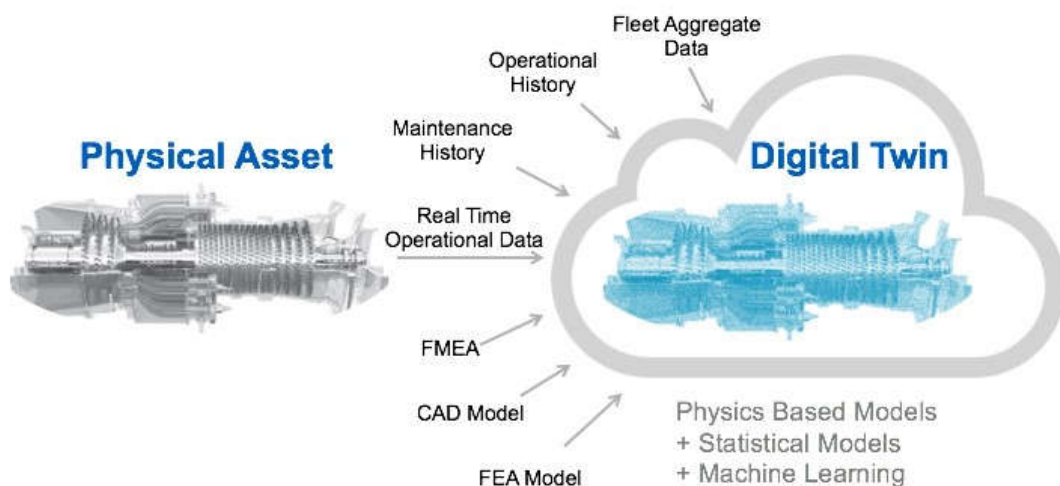 Fleet Aggregate
Data
Operational
History
Maintenance
History
Physical Asset
Digital Twin
Real Time
Operational Data
FMEA
CAD Model
FEA Model
Physics Based Models
+ Statistical Models
+ Machine Learning